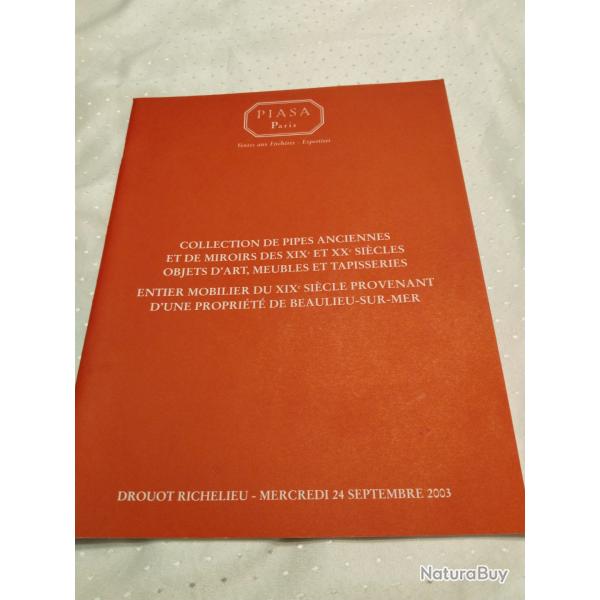 PIASA
Paris
Ventes aux Enchères - Expertises
COLLECTION DE PIPES ANCIENNES
ET DE MIROIRS DES XIXe ET XXe SIÈCLES
OBJETS D'ART, MEUBLES ET TAPISSERIES
ENTIER MOBILIER DU XIXe SIÈCLE PROVENANT
D'UNE PROPRIÉTÉ DE BEAULIEU-SUR-MER
DROUOT RICHELIEU - MERCREDI 24 SEPTEMBRE 2003
NaturaBuy